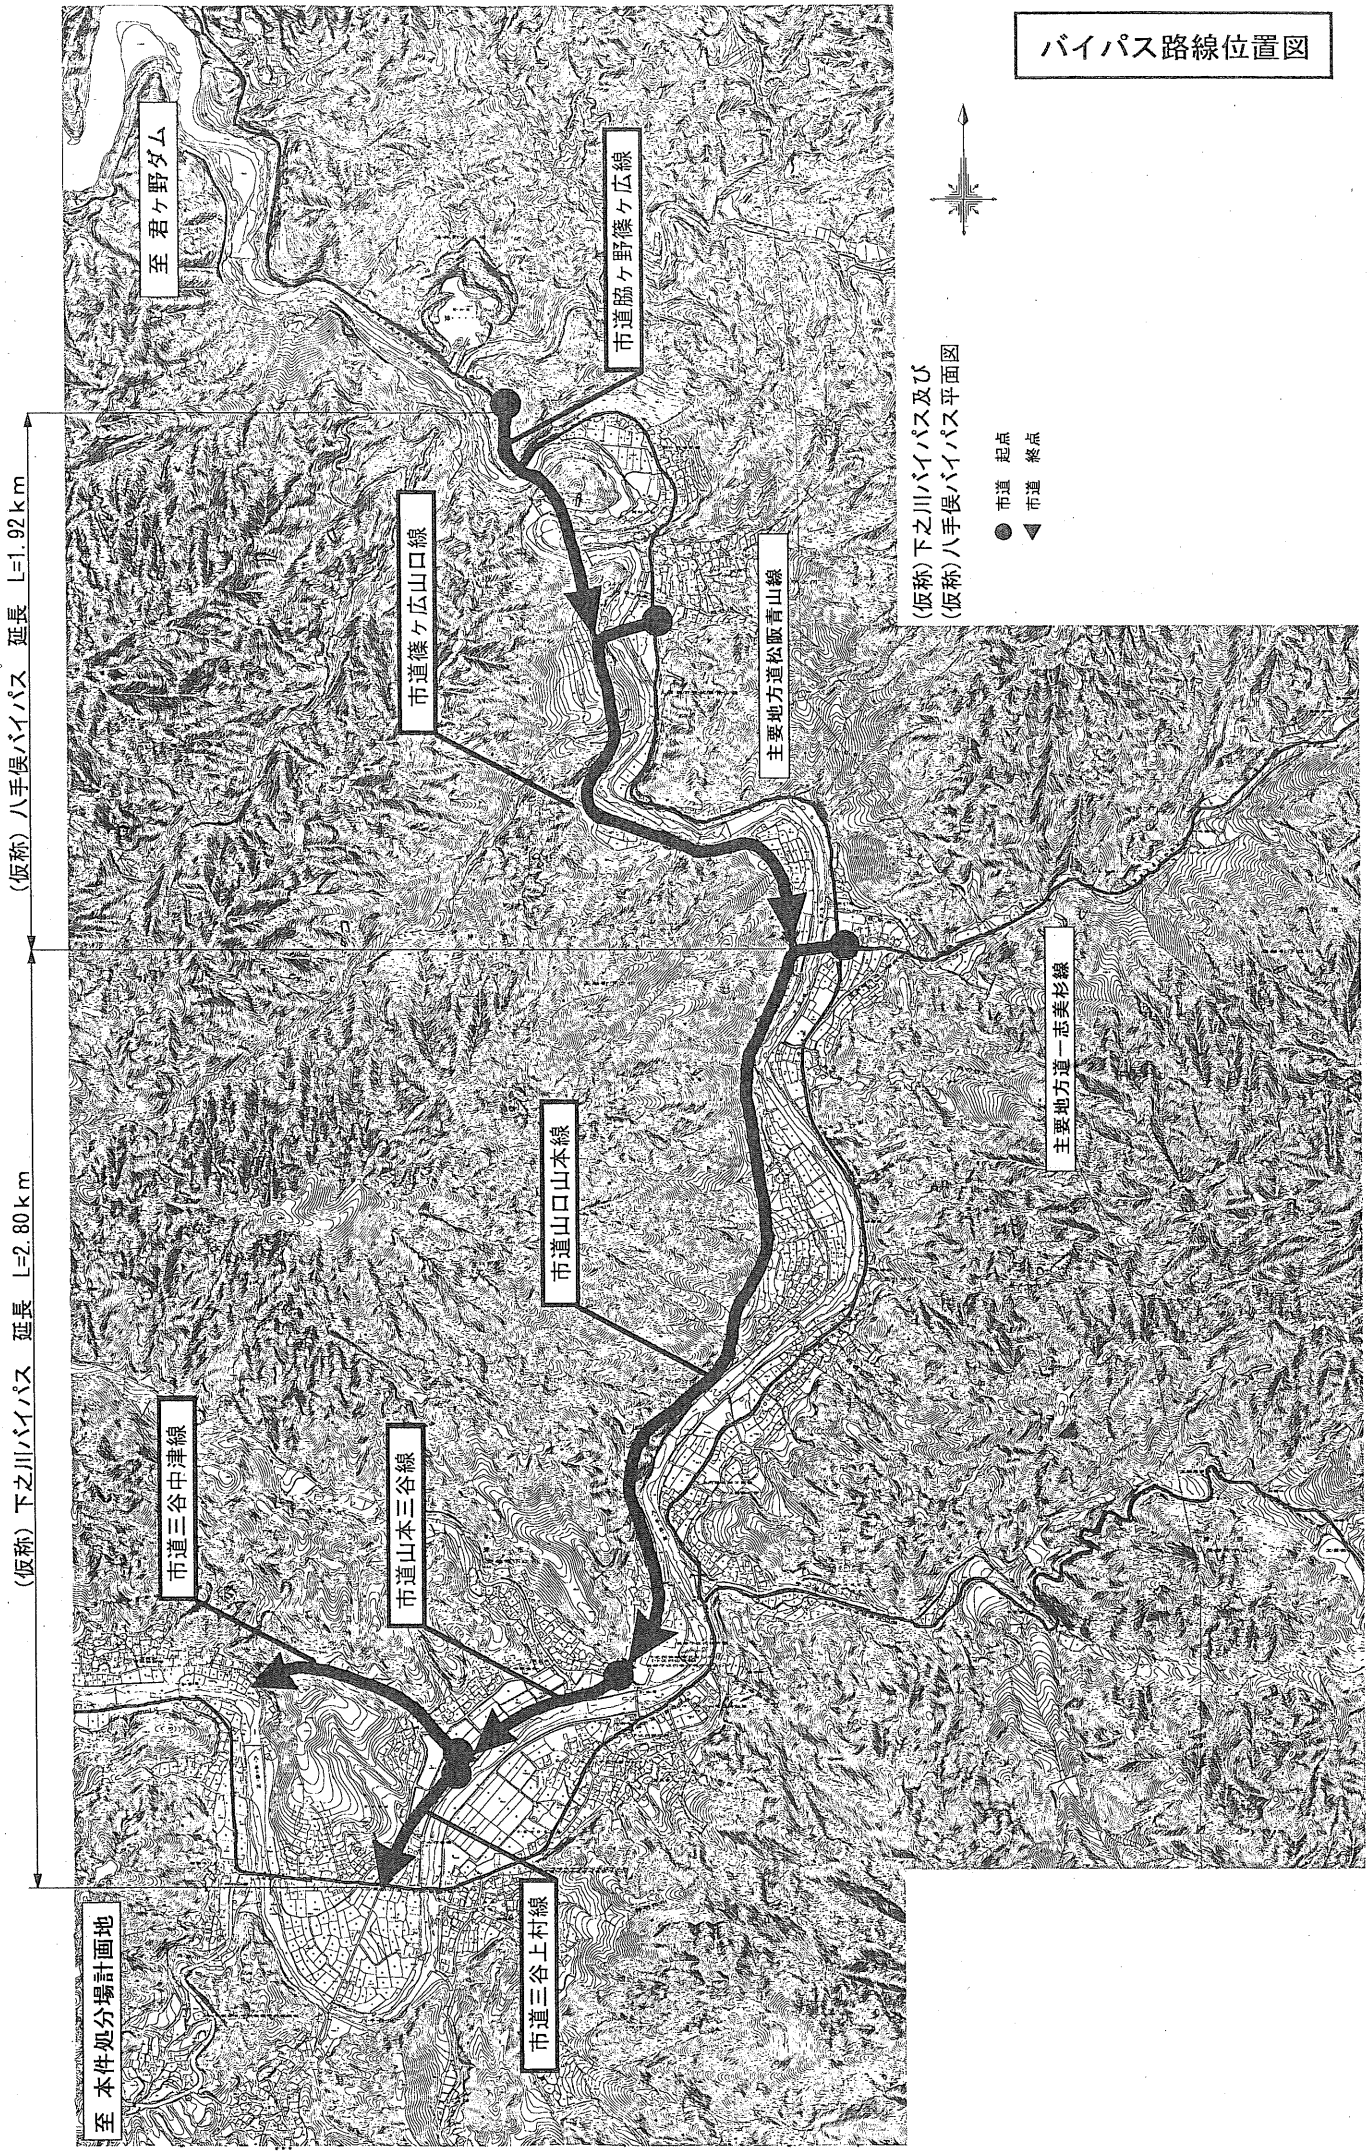 バイパス路線位置図
(仮称) 下之川バイパス 延長 L=2.80km
(仮称) 八手俣バイパス 延長 L=1.92km
至 君ヶ野ダム
市道脇ヶ野篠ヶ広線
市道篠ヶ広山口線
主要地方道松阪青山線
(仮称)下之川バイパス及び
(仮称)八手俣バイパス平面図
市道 起点
市道 終点
主要地方道一志美杉線
市道山口山本線
市道三谷中津線
市道山本三谷線
市道三谷上村線
至 本件処分場計画地